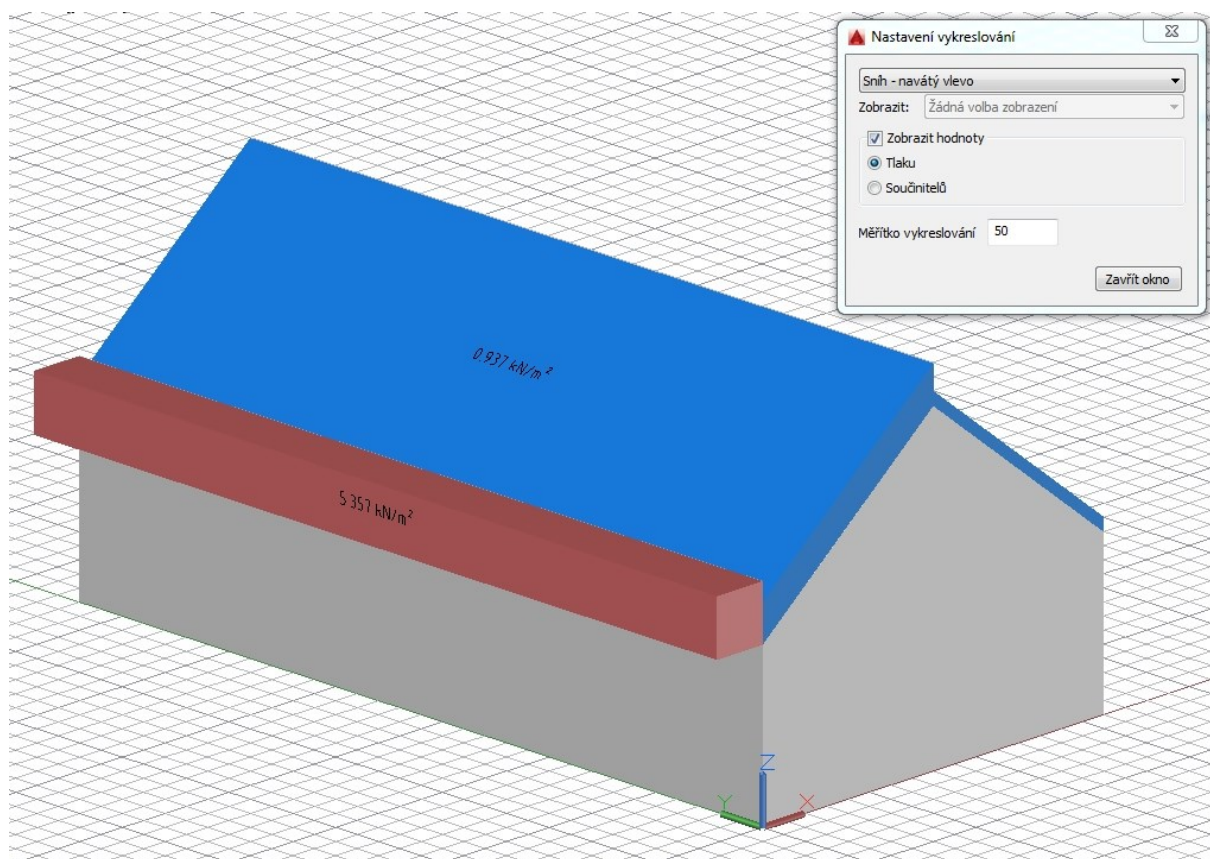 Nastavení vykreslování
Sníh - navátý vlevo
Zobrazit: Žádná volba zobrazení
Zobrazit hodnoty
Tlaku
Součinitelů
Měřítko vykreslování 50
Zavřít okno
0.937 kN/m²
5.357 kN/m²
Z
Y X